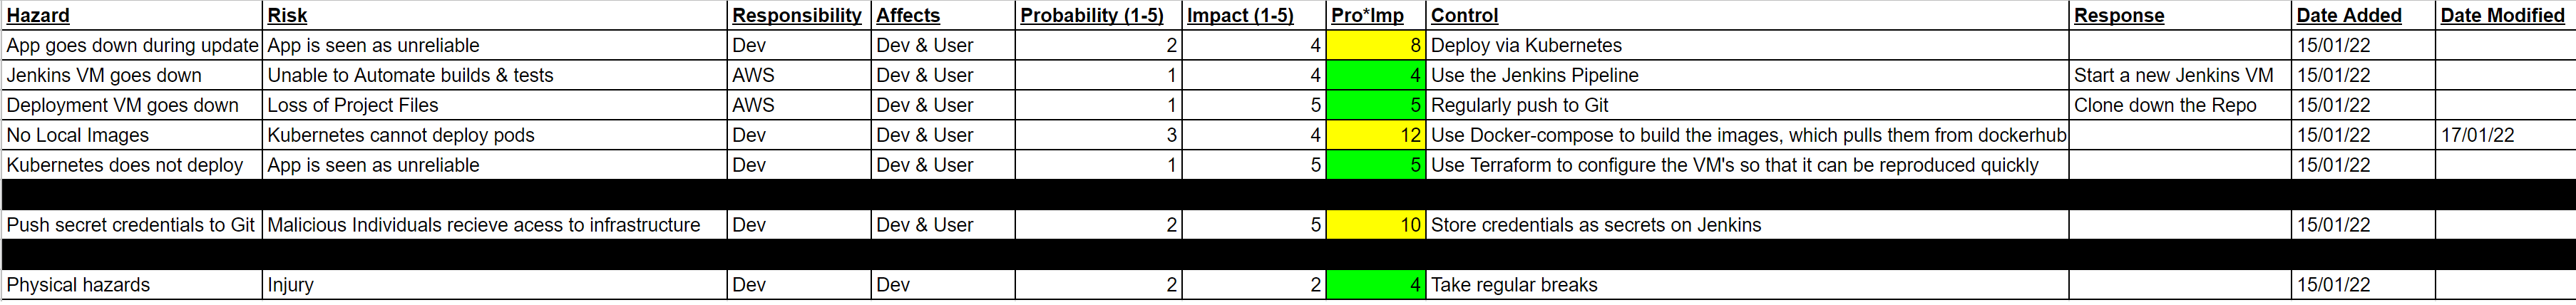 Hazard Risk Responsibility Affects Probability (1-5) Impact (1-5) Pro*Imp Control Response Date Added Date Modified
App goes down during update App is seen as unreliable Dev Dev & User 2 4 8 Deploy via Kubernetes 15/01/22
Jenkins VM goes down Unable to Automate builds & tests AWS Dev & User 1 4 4 Use the Jenkins Pipeline Start a new Jenkins VM 15/01/22
Deployment VM goes down Loss of Project Files AWS Dev & User 1 5 5 Regularly push to Git Clone down the Repo 15/01/22
No Local Images Kubernetes cannot deploy pods Dev Dev & User 3 4 12 Use Docker-compose to build the images, which pulls them from dockerhub 15/01/22 17/01/22
Kubernetes does not deploy App is seen as unreliable Dev Dev & User 1 5 5 Use Terraform to configure the VM's so that it can be reproduced quickly 15/01/22
Push secret credentials to Git Malicious Individuals recieve acess to infrastructure Dev Dev & User 2 5 10 Store credentials as secrets on Jenkins 15/01/22
Physical hazards Injury Dev Dev 2 2 4 Take regular breaks 15/01/22